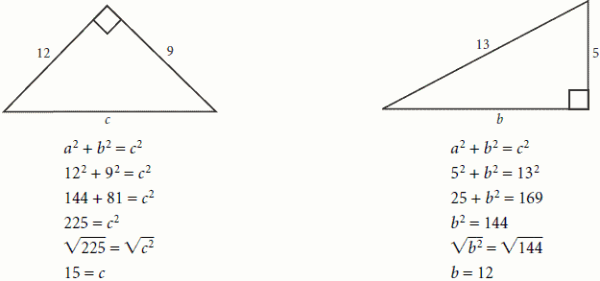 12
9
c
a² + b² = c²
12² + 9² = c²
144 + 81 = c²
225 = c²
√225 = √c²
15 = c
13
5
b
a² + b² = c²
5² + b² = 13²
25 + b² = 169
b² = 144
√b² = √144
b = 12